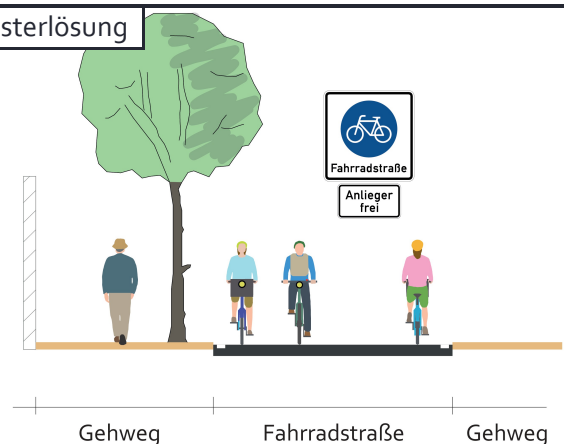 sterlösung
Fahrradstraße
Anlieger
frei
Gehweg
Fahrradstraße
Gehweg